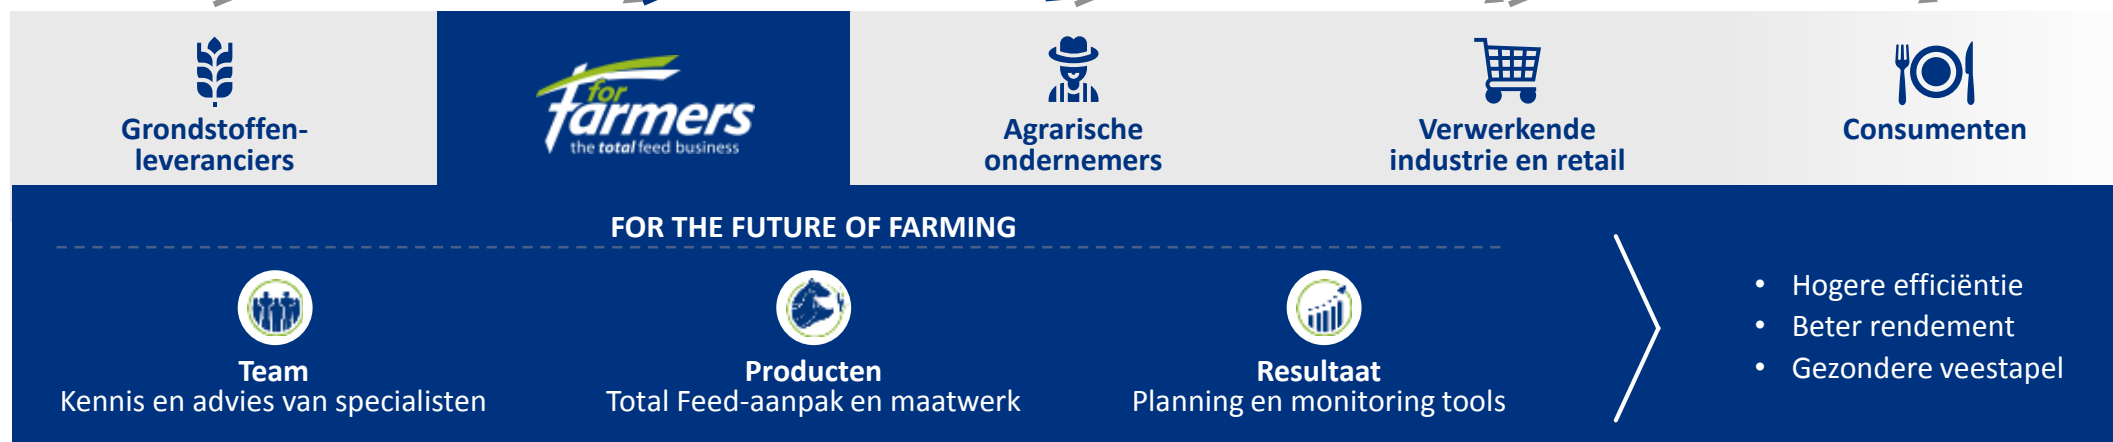 Grondstoffen-
leveranciers
for
farmers
the total feed business
Agrarische
ondernemers
Verwerkende
industrie en retail
Consumenten
FOR THE FUTURE OF FARMING
Team
Kennis en advies van specialisten
Producten
Total Feed-aanpak en maatwerk
Resultaat
Planning en monitoring tools
• Hogere efficiëntie
• Beter rendement
• Gezondere veestapel